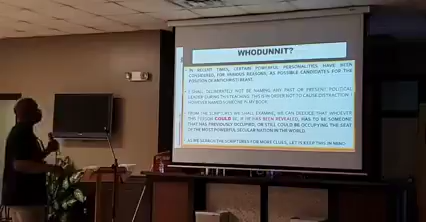 WHODUNNIT?
• IN RECENT TIMES, CERTAIN POWERFUL PERSONALITIES HAVE BEEN
CONSIDERED, FOR VARIOUS REASONS, AS POSSIBLE CANDIDATES FOR THE
POSITION OF ANTICHRIST/BEAST.
I SHALL DELIBERATELY NOT BE NAMING ANY PAST OR PRESENT POLITICAL
LEADER DURING THIS TEACHING. THIS IS IN ORDER NOT TO CAUSE DISTRACTION. I
HOWEVER NAMED SOMEONE IN MY BOOK.
FROM THE SCRIPTURES WE SHALL EXAMINE, WE CAN DECIDE THAT WHOEVER
THIS PERSON COULD BE, IF HE HAS BEEN REVEALED, HAS TO BE SOMEONE
THAT HAS PREVIOUSLY OCCUPIED, OR STILL COULD BE OCCUPYING THE SEAT
OF THE MOST POWERFUL SECULAR NATION IN THE WORLD.
AS WE SEARCH THE SCRIPTURES FOR MORE CLUES, LET'S KEEP THIS IN MIND